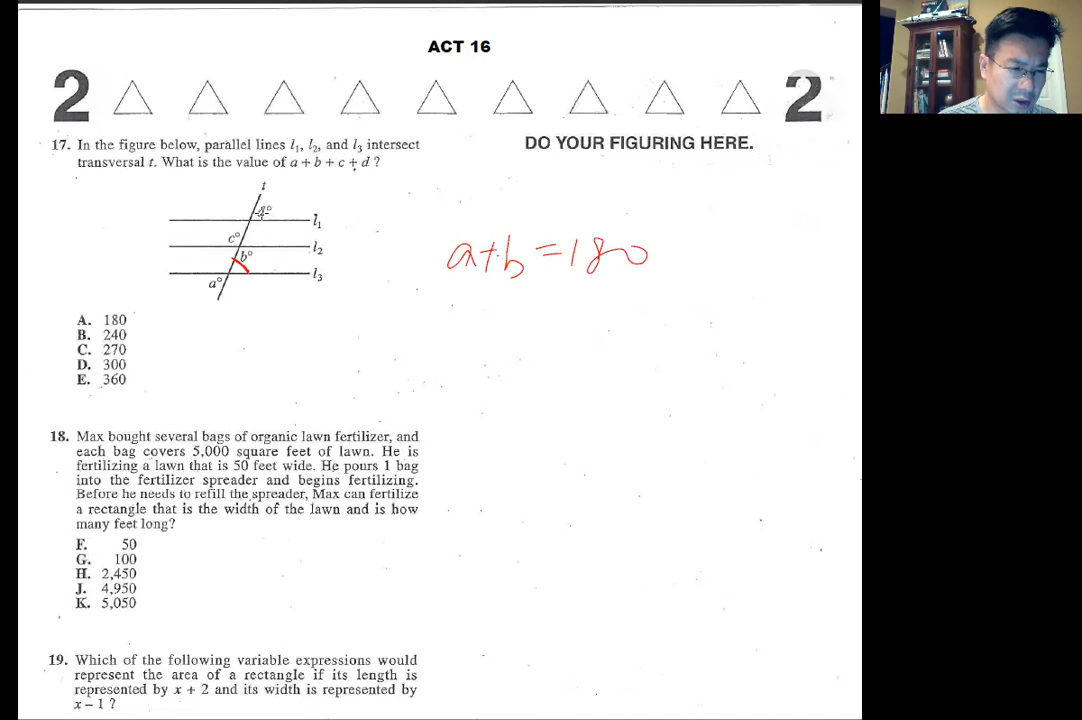 ACT 16
2 2
17. In the figure below, parallel lines l₁, l₂, and l₃ intersect
transversal t. What is the value of a + b + c + d ?
DO YOUR FIGURING HERE.
t
d°
l₁
c°
l₂
b°
l₃
a°
a+b=180
A. 180
B. 240
C. 270
D. 300
E. 360
18. Max bought several bags of organic lawn fertilizer, and
each bag covers 5,000 square feet of lawn. He is
fertilizing a lawn that is 50 feet wide. He pours 1 bag
into the fertilizer spreader and begins fertilizing.
Before he needs to refill the spreader, Max can fertilize
a rectangle that is the width of the lawn and is how
many feet long?
F. 50
G. 100
H. 2,450
J. 4,950
K. 5,050
19. Which of the following variable expressions would
represent the area of a rectangle if its length is
represented by x + 2 and its width is represented by
x – 1 ?